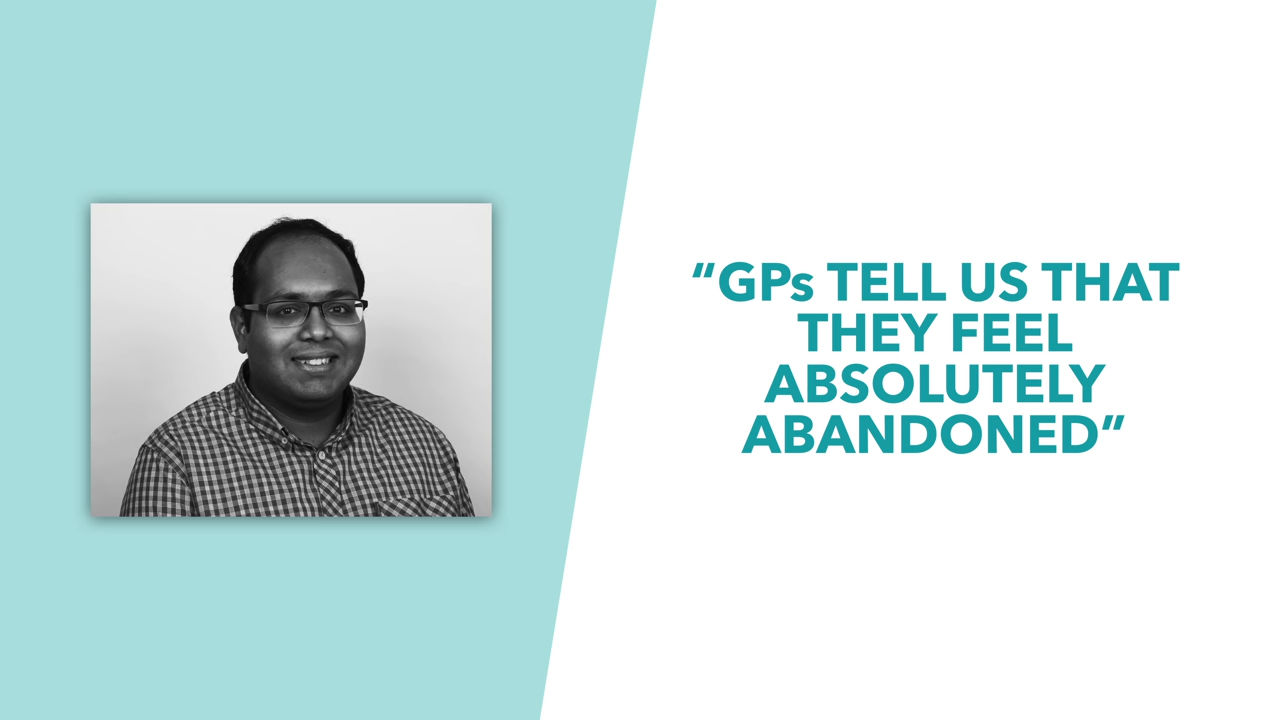 “GPs TELL US THAT
THEY FEEL
ABSOLUTELY
ABANDONED”